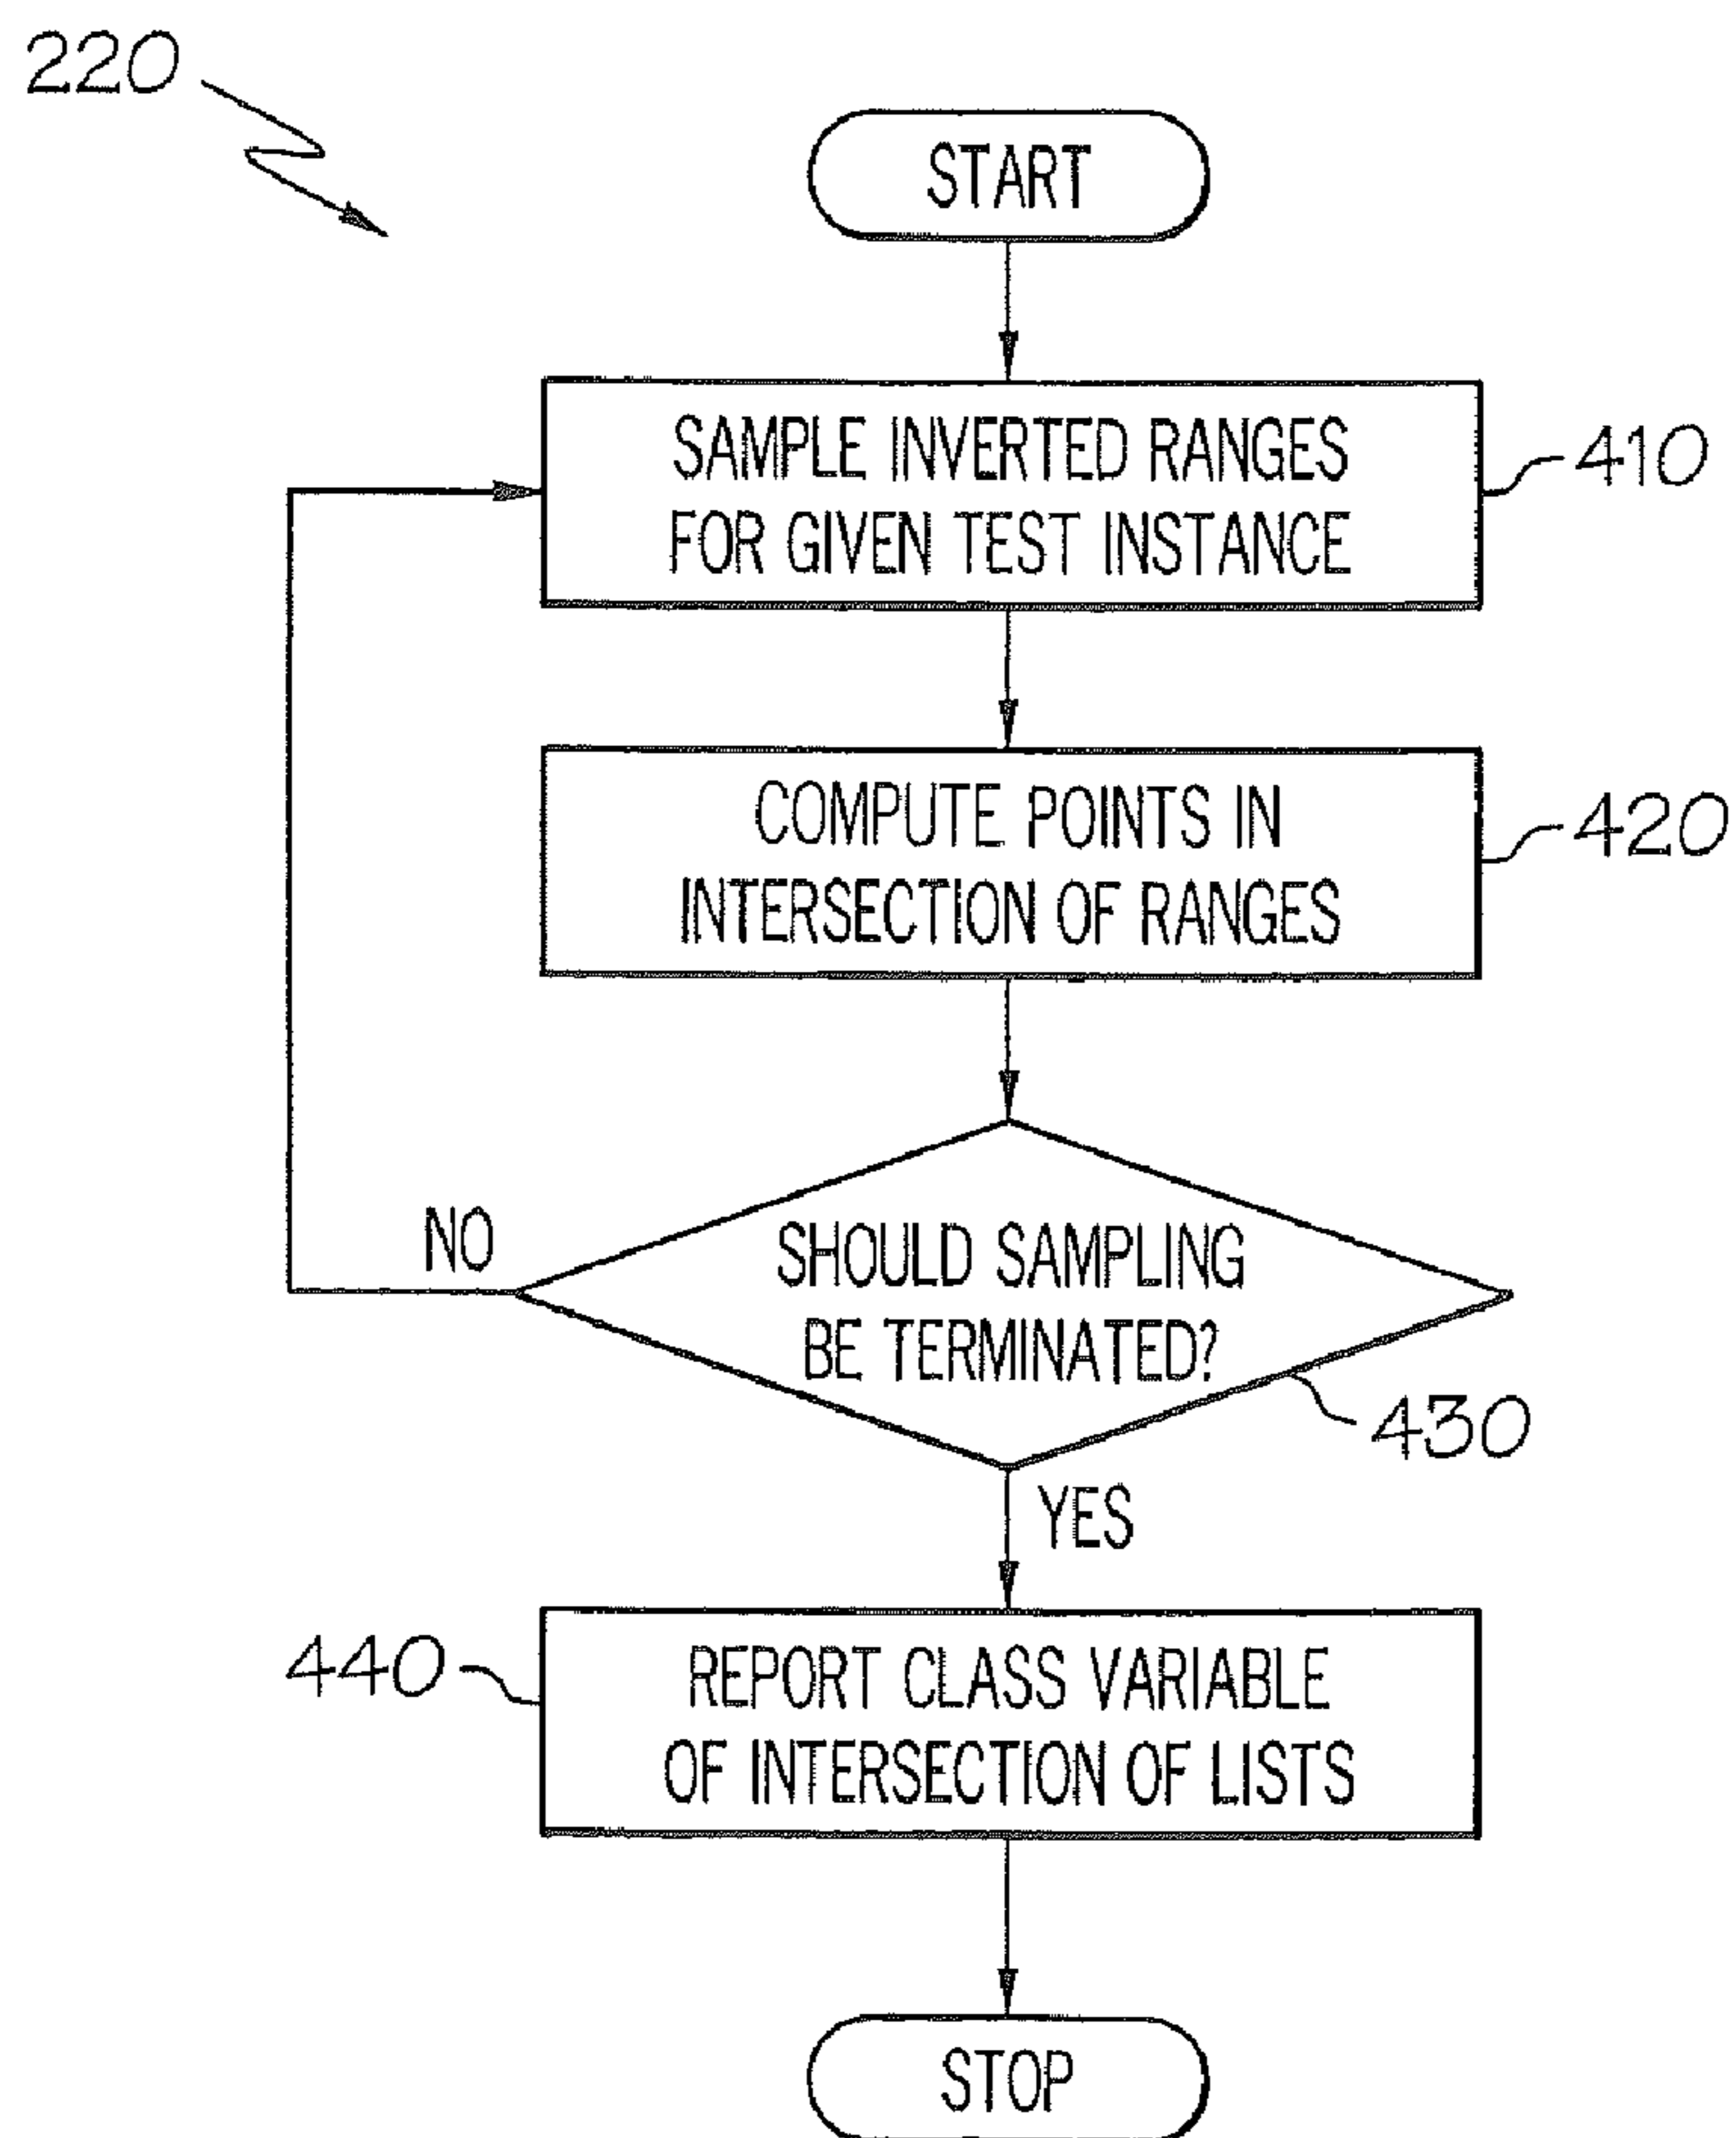 220
START
SAMPLE INVERTED RANGES
FOR GIVEN TEST INSTANCE
410
COMPUTE POINTS IN
INTERSECTION OF RANGES
420
NO
SHOULD SAMPLING
BE TERMINATED?
430
YES
440
REPORT CLASS VARIABLE
OF INTERSECTION OF LISTS
STOP